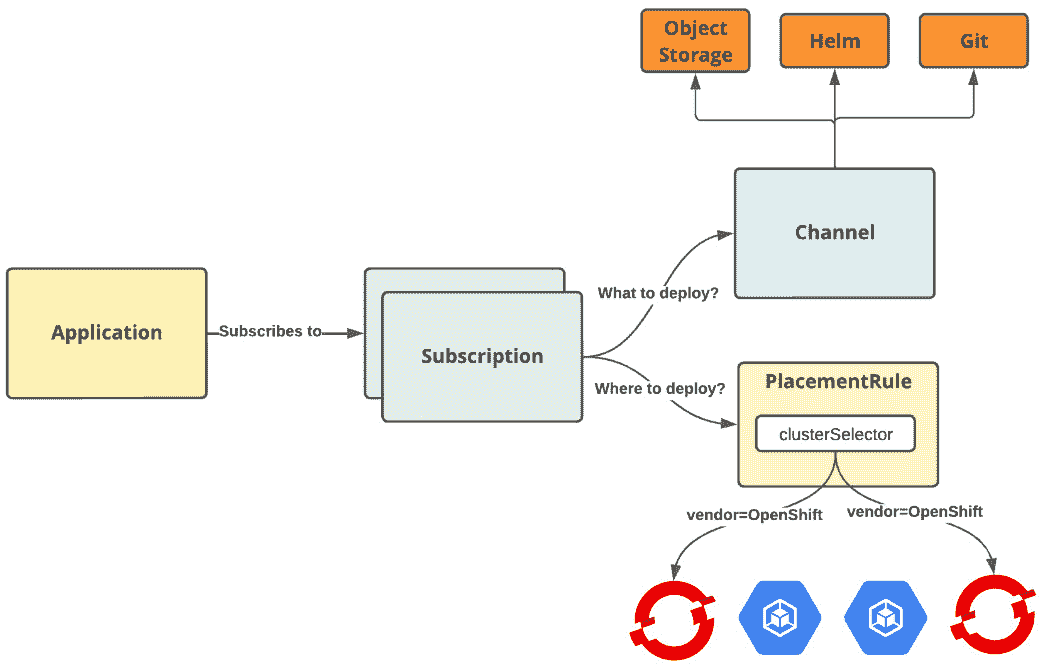 Object
Storage
Helm
Git
Channel
Application
Subscribes to
Subscription
What to deploy?
Where to deploy?
PlacementRule
clusterSelector
vendor=OpenShift
vendor=OpenShift